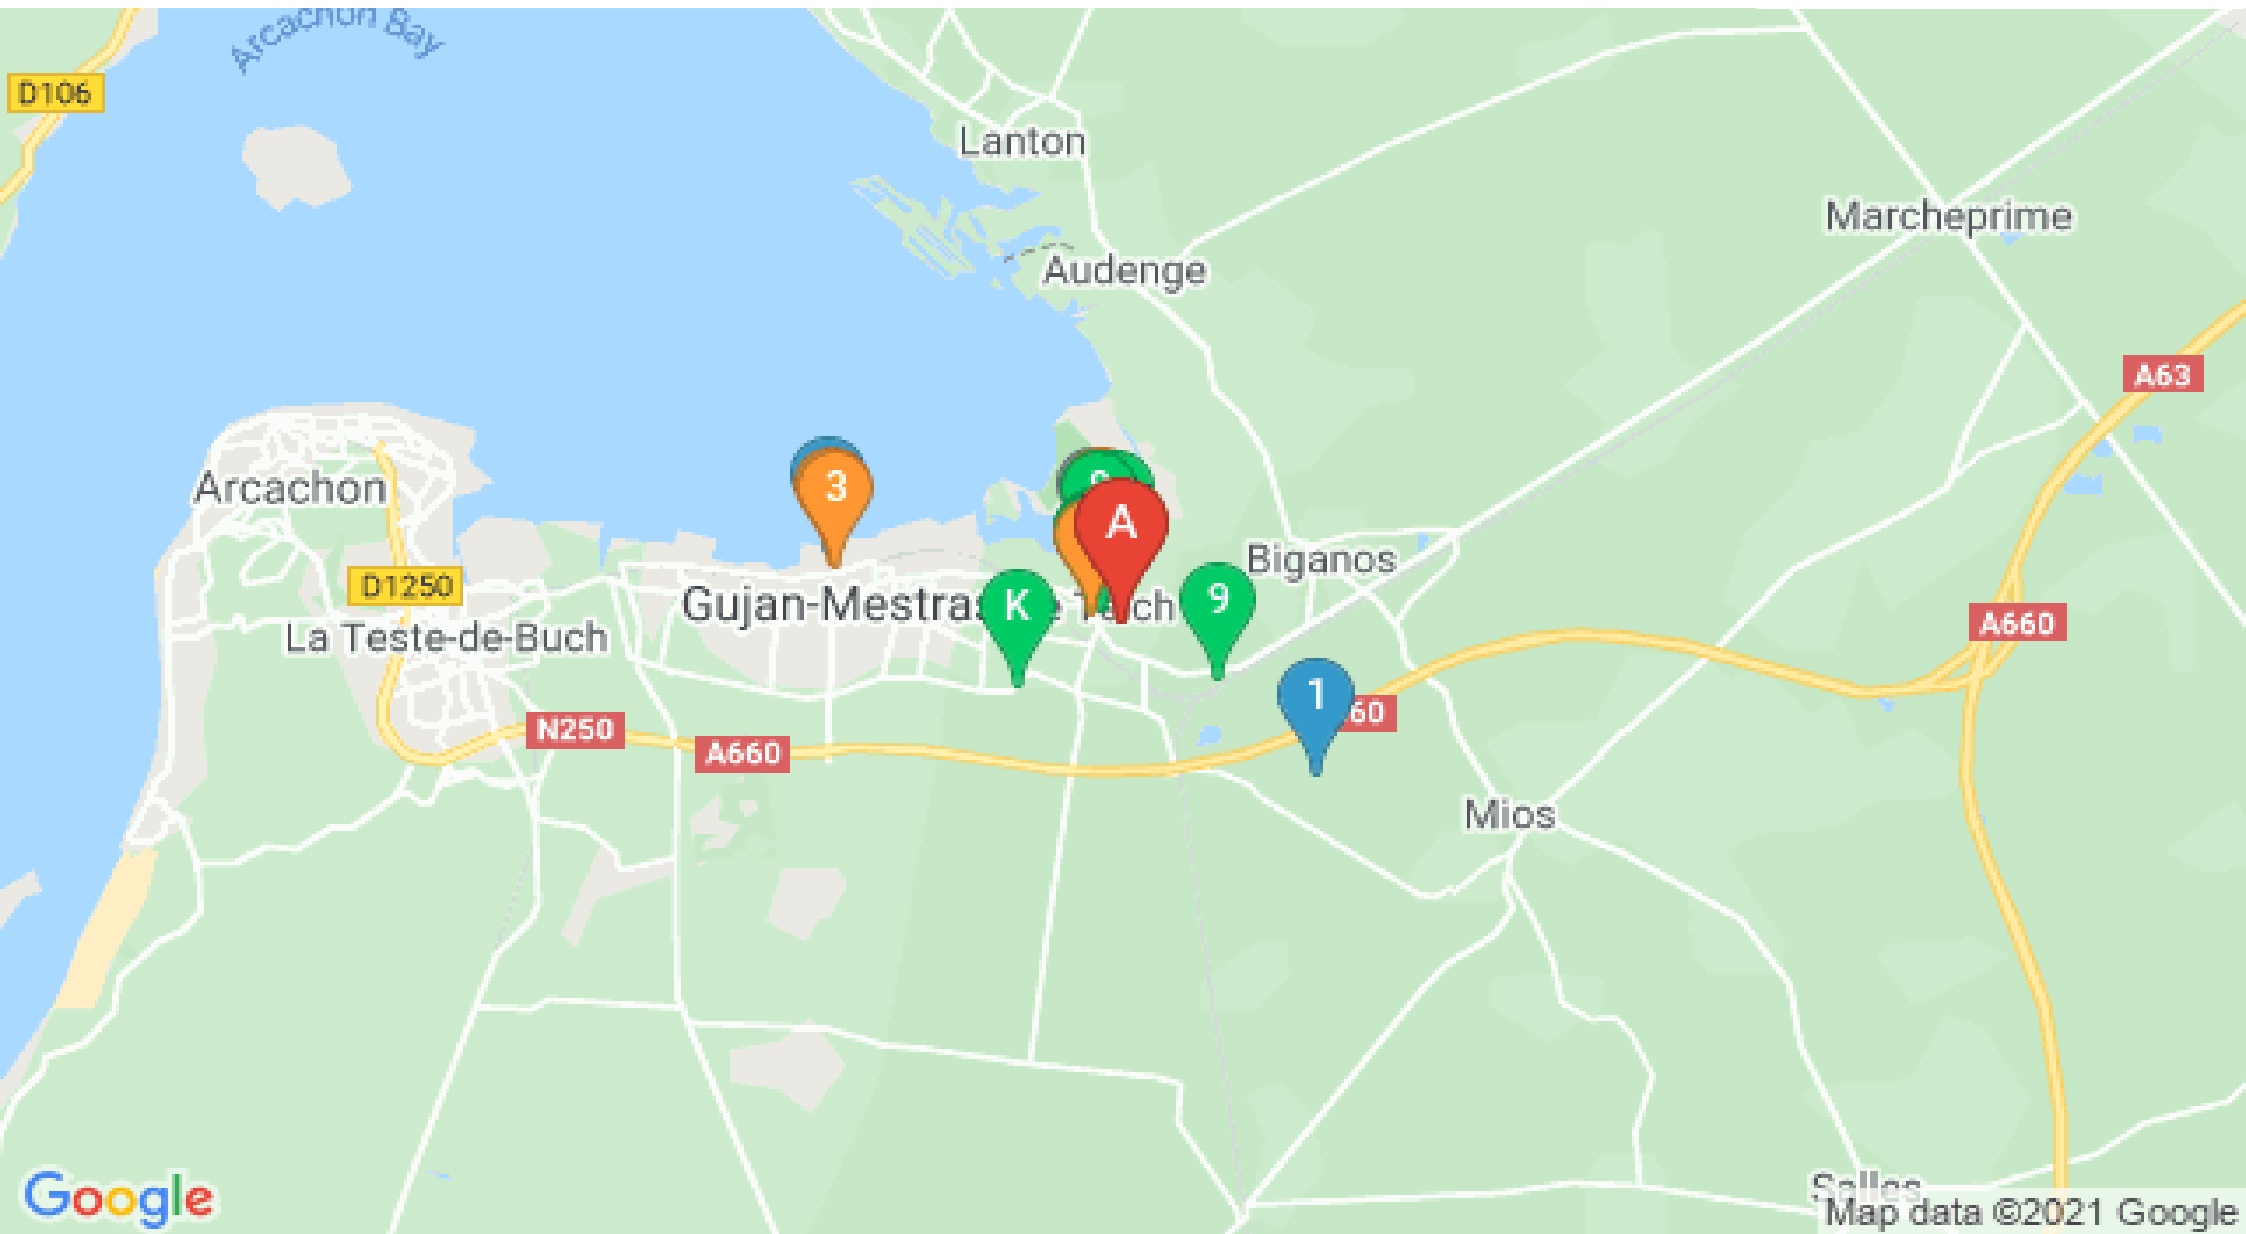 Arcachon Bay
D106
Lanton
Marcheprime
Audenge
A63
3
Arcachon
A
Biganos
D1250
Gujan-Mestras
K
9
A660
La Teste-de-Buch
1
N250
A660
Mios
Salles
Google
Map data ©2021 Google